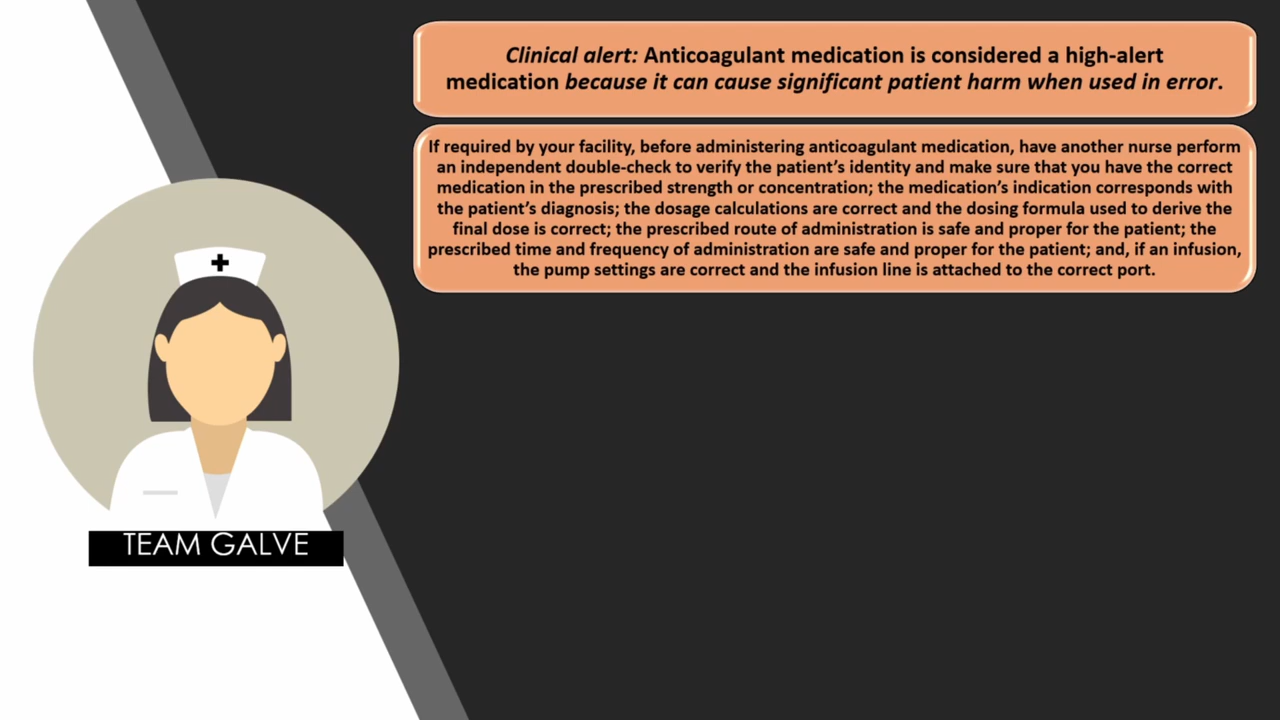 Clinical alert: Anticoagulant medication is considered a high-alert
medication because it can cause significant patient harm when used in error.
If required by your facility, before administering anticoagulant medication, have another nurse perform
an independent double-check to verify the patient’s identity and make sure that you have the correct
medication in the prescribed strength or concentration; the medication’s indication corresponds with
the patient’s diagnosis; the dosage calculations are correct and the dosing formula used to derive the
final dose is correct; the prescribed route of administration is safe and proper for the patient; the
prescribed time and frequency of administration are safe and proper for the patient; and, if an infusion,
the pump settings are correct and the infusion line is attached to the correct port.
TEAM GALVE